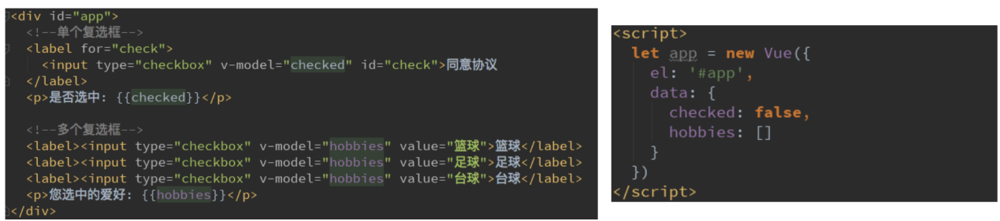 <div id="app">
<!--单个复选框-->
<label for="check">
<input type="checkbox" v-model="checked" id="check">同意协议
</label>
<p>是否选中: {{checked}}</p>
<!--多个复选框-->
<label><input type="checkbox" v-model="hobbies" value="篮球">篮球</label>
<label><input type="checkbox" v-model="hobbies" value="足球">足球</label>
<label><input type="checkbox" v-model="hobbies" value="台球">台球</label>
<p>您选中的爱好: {{hobbies}}</p>
</div>
<script>
let app = new Vue({
el: '#app',
data: {
checked: false,
hobbies: []
}
})
</script>